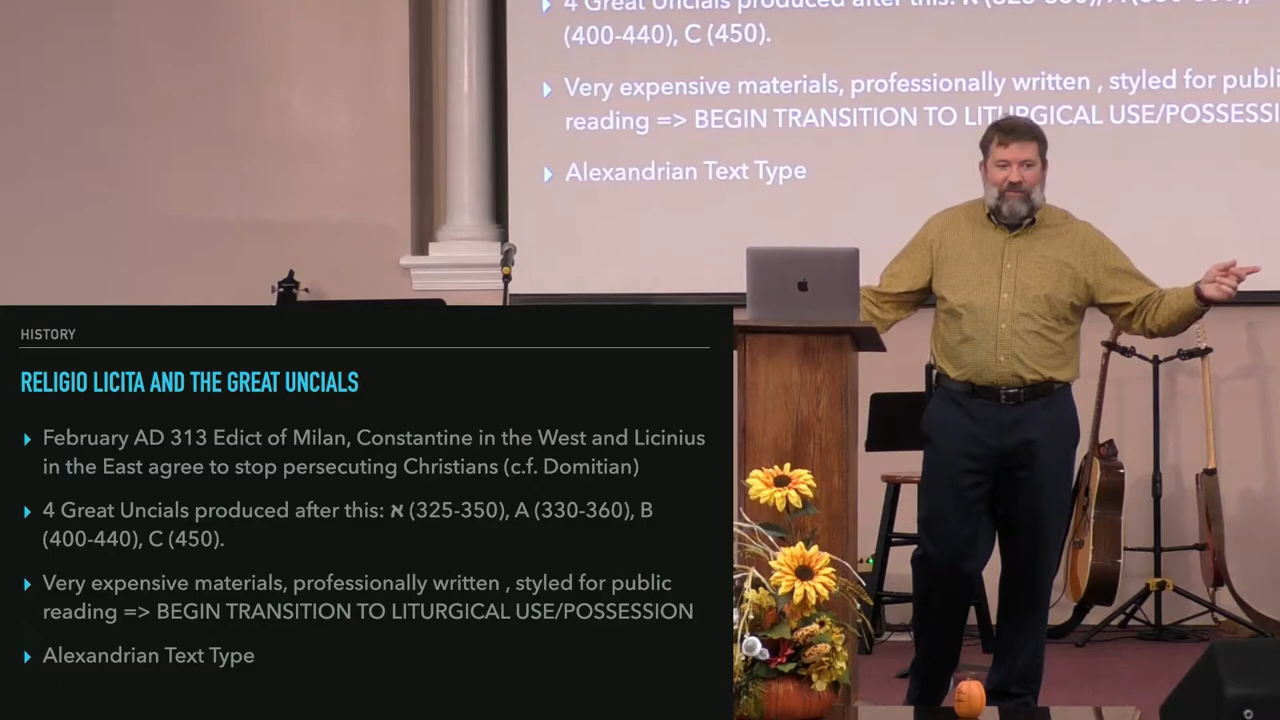 4 Great Uncials produced after this: א (325-350), A (330-360),
(400-440), C (450).
Very expensive materials, professionally written , styled for publi
reading => BEGIN TRANSITION TO LITURGICAL USE/POSSESSI
Alexandrian Text Type
HISTORY
RELIGIO LICITA AND THE GREAT UNCIALS
February AD 313 Edict of Milan, Constantine in the West and Licinius
in the East agree to stop persecuting Christians (c.f. Domitian)
4 Great Uncials produced after this: א (325-350), A (330-360), B
(400-440), C (450).
Very expensive materials, professionally written , styled for public
reading => BEGIN TRANSITION TO LITURGICAL USE/POSSESSION
Alexandrian Text Type